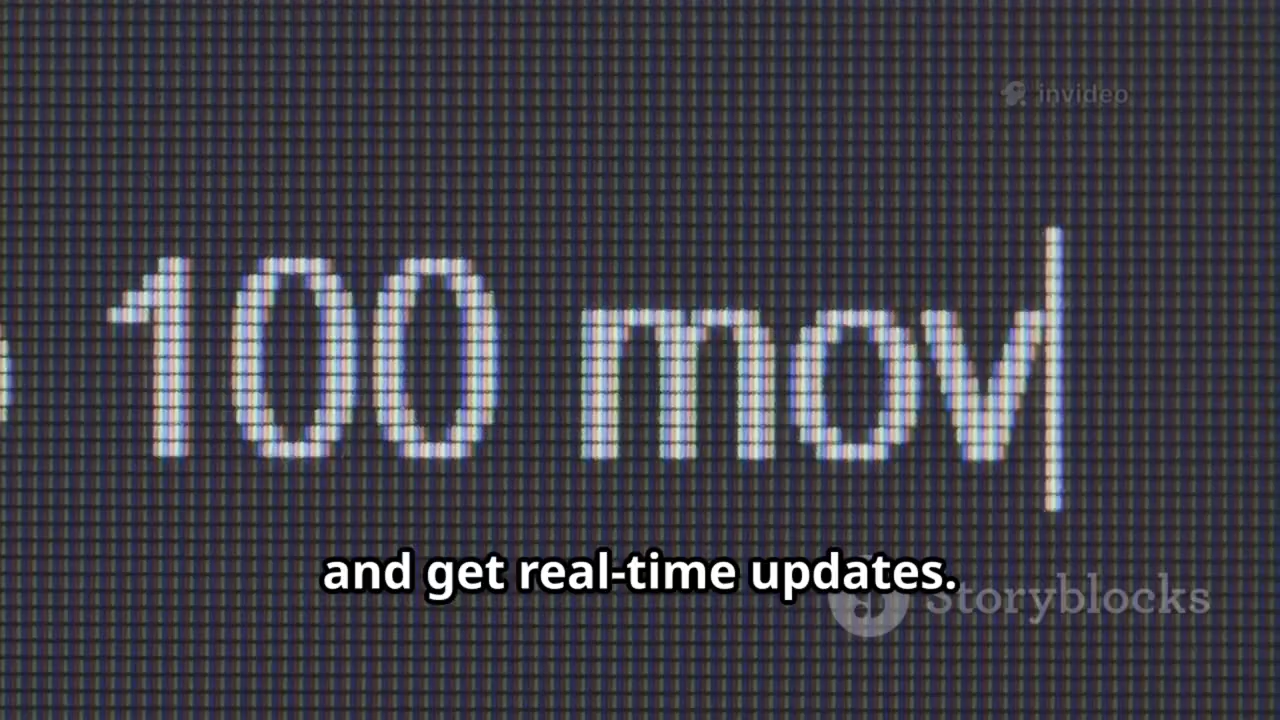 invideo
100 mov
and get real-time updates.
Storyblocks